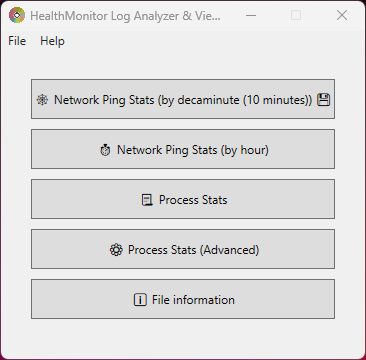 HealthMonitor Log Analyzer & Vie...
File Help
Network Ping Stats (by decaminute (10 minutes))
Network Ping Stats (by hour)
Process Stats
Process Stats (Advanced)
File information